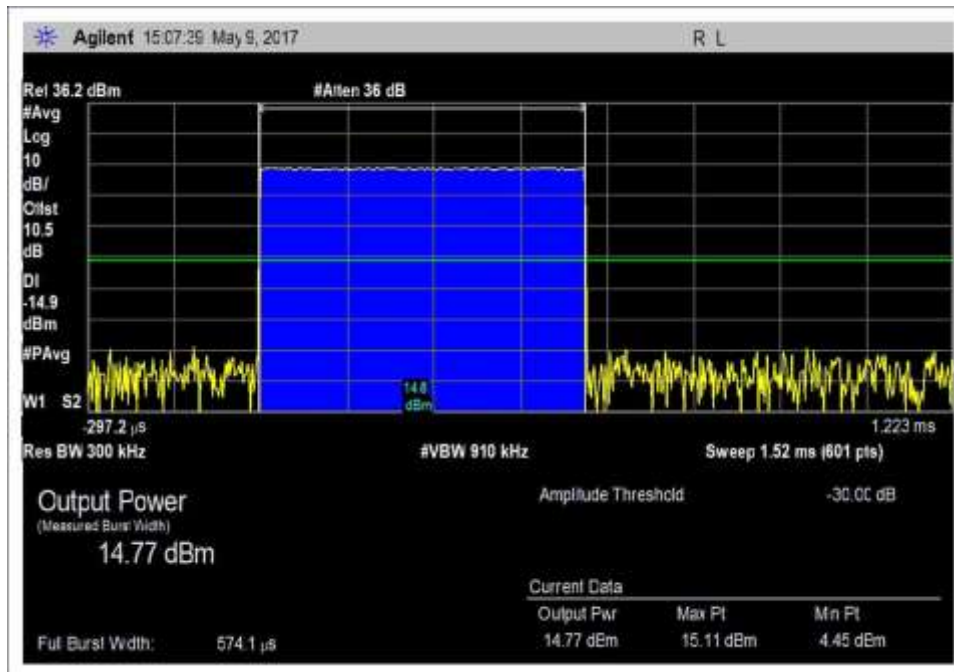 Agilent 15:07:39 May 9, 2017 R L
Ref 36.2 dBm #Atten 36 dB
#Avg
Log
10
dB/
Offst
10.5
dB
DI
-14.9
dBm
#PAvg
14.8
dBm
W1 S2
-297.2 µs 1.223 ms
Res BW 300 kHz #VBW 910 kHz Sweep 1.52 ms (601 pts)
Output Power Amplitude Threshold -30.00 dB
(Measured Burst Width)
14.77 dBm
Current Data
Output Pwr Max Pt Min Pt
Full Burst Width: 574.1 µs 14.77 dBm 15.11 dBm 4.45 dBm